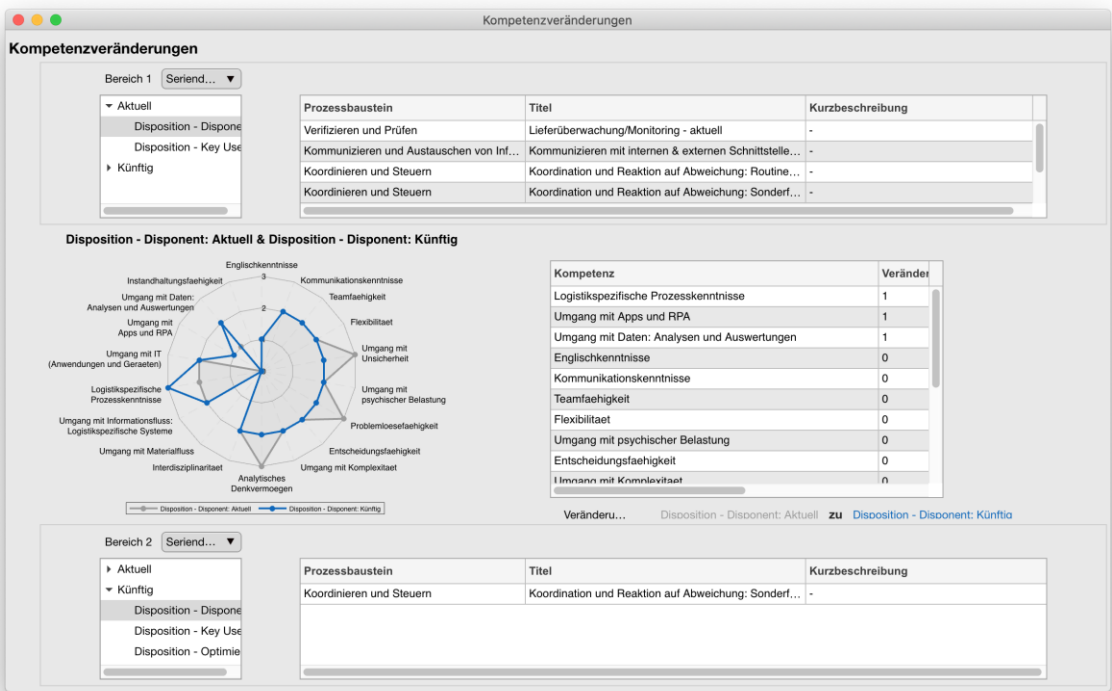 Kompetenzveränderungen
Kompetenzveränderungen
Bereich 1 Seriend... ▼
Aktuell
Disposition - Dispone
Disposition - Key Use
Künftig
Prozessbaustein Titel Kurzbeschreibung
Verifizieren und Prüfen Lieferüberwachung/Monitoring - aktuell -
Kommunizieren und Austauschen von Inf... Kommunizieren mit internen & externen Schnittstelle... -
Koordinieren und Steuern Koordination und Reaktion auf Abweichung: Routine... -
Koordinieren und Steuern Koordination und Reaktion auf Abweichung: Sonderf... -
Disposition - Disponent: Aktuell & Disposition - Disponent: Künftig
Englischkenntnisse
Kommunikationskenntnisse
Teamfaehigkeit
Flexibilitaet
Umgang mit
Unsicherheit
Umgang mit
psychischer Belastung
Problemloesefaehigkeit
Entscheidungsfaehigkeit
Umgang mit Komplexitaet
Analytisches
Denkvermoegen
Interdisziplinaritaet
Umgang mit Materialfluss
Umgang mit Informationsfluss:
Logistikspezifische Systeme
Logistikspezifische
Prozesskenntnisse
Umgang mit IT
(Anwendungen und Geraeten)
Umgang mit
Apps und RPA
Umgang mit Daten:
Analysen und Auswertungen
Instandhaltungsfaehigkeit
3
2
Disposition - Disponent: Aktuell Disposition - Disponent: Künftig
Kompetenz Veränder
Logistikspezifische Prozesskenntnisse 1
Umgang mit Apps und RPA 1
Umgang mit Daten: Analysen und Auswertungen 1
Englischkenntnisse 0
Kommunikationskenntnisse 0
Teamfaehigkeit 0
Flexibilitaet 0
Umgang mit psychischer Belastung 0
Entscheidungsfaehigkeit 0
Umgang mit Komplexitaet 0
Veränderu... Disposition - Disponent: Aktuell zu Disposition - Disponent: Künftig
Bereich 2 Seriend... ▼
Aktuell
Künftig
Disposition - Dispone
Disposition - Key Use
Disposition - Optimie
Prozessbaustein Titel Kurzbeschreibung
Koordinieren und Steuern Koordination und Reaktion auf Abweichung: Sonderf... -